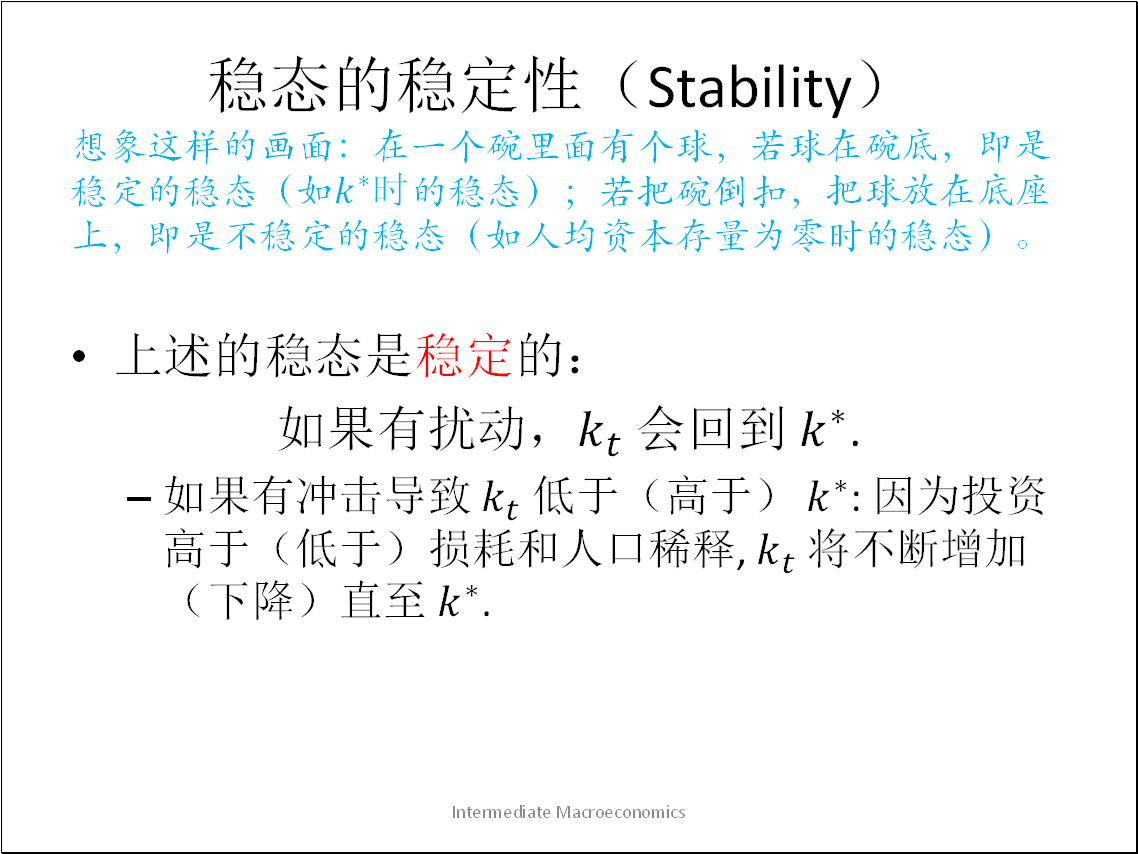 稳态的稳定性（Stability）
想象这样的画面：在一个碗里面有个球，若球在碗底，即是
稳定的稳态（如k*时的稳态）；若把碗倒扣，把球放在底座
上，即是不稳定的稳态（如人均资本存量为零时的稳态）。
• 上述的稳态是稳定的：
如果有扰动，kₜ 会回到 k*.
– 如果有冲击导致 kₜ 低于（高于） k*: 因为投资
高于（低于）损耗和人口稀释, kₜ 将不断增加
（下降）直至 k*.
Intermediate Macroeconomics